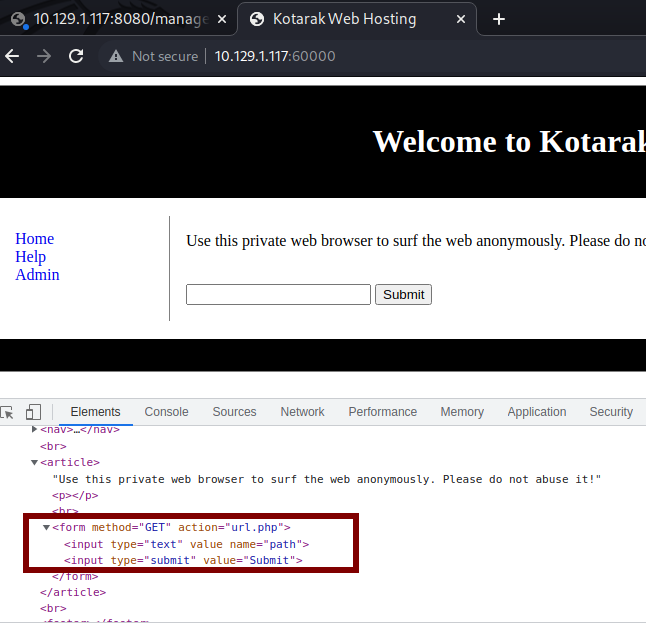 10.129.1.117:8080/manage
Kotarak Web Hosting
Not secure
10.129.1.117:60000
Welcome to Kotarak
Home
Help
Admin
Use this private web browser to surf the web anonymously. Please do no
Submit
Elements Console Sources Network Performance Memory Application Security
<nav>…</nav>
<br>
<article>
"Use this private web browser to surf the web anonymously. Please do not abuse it!"
<p></p>
<br>
<form method="GET" action="url.php">
<input type="text" value name="path">
<input type="submit" value="Submit">
</form>
</article>
<br>
<footer></footer>